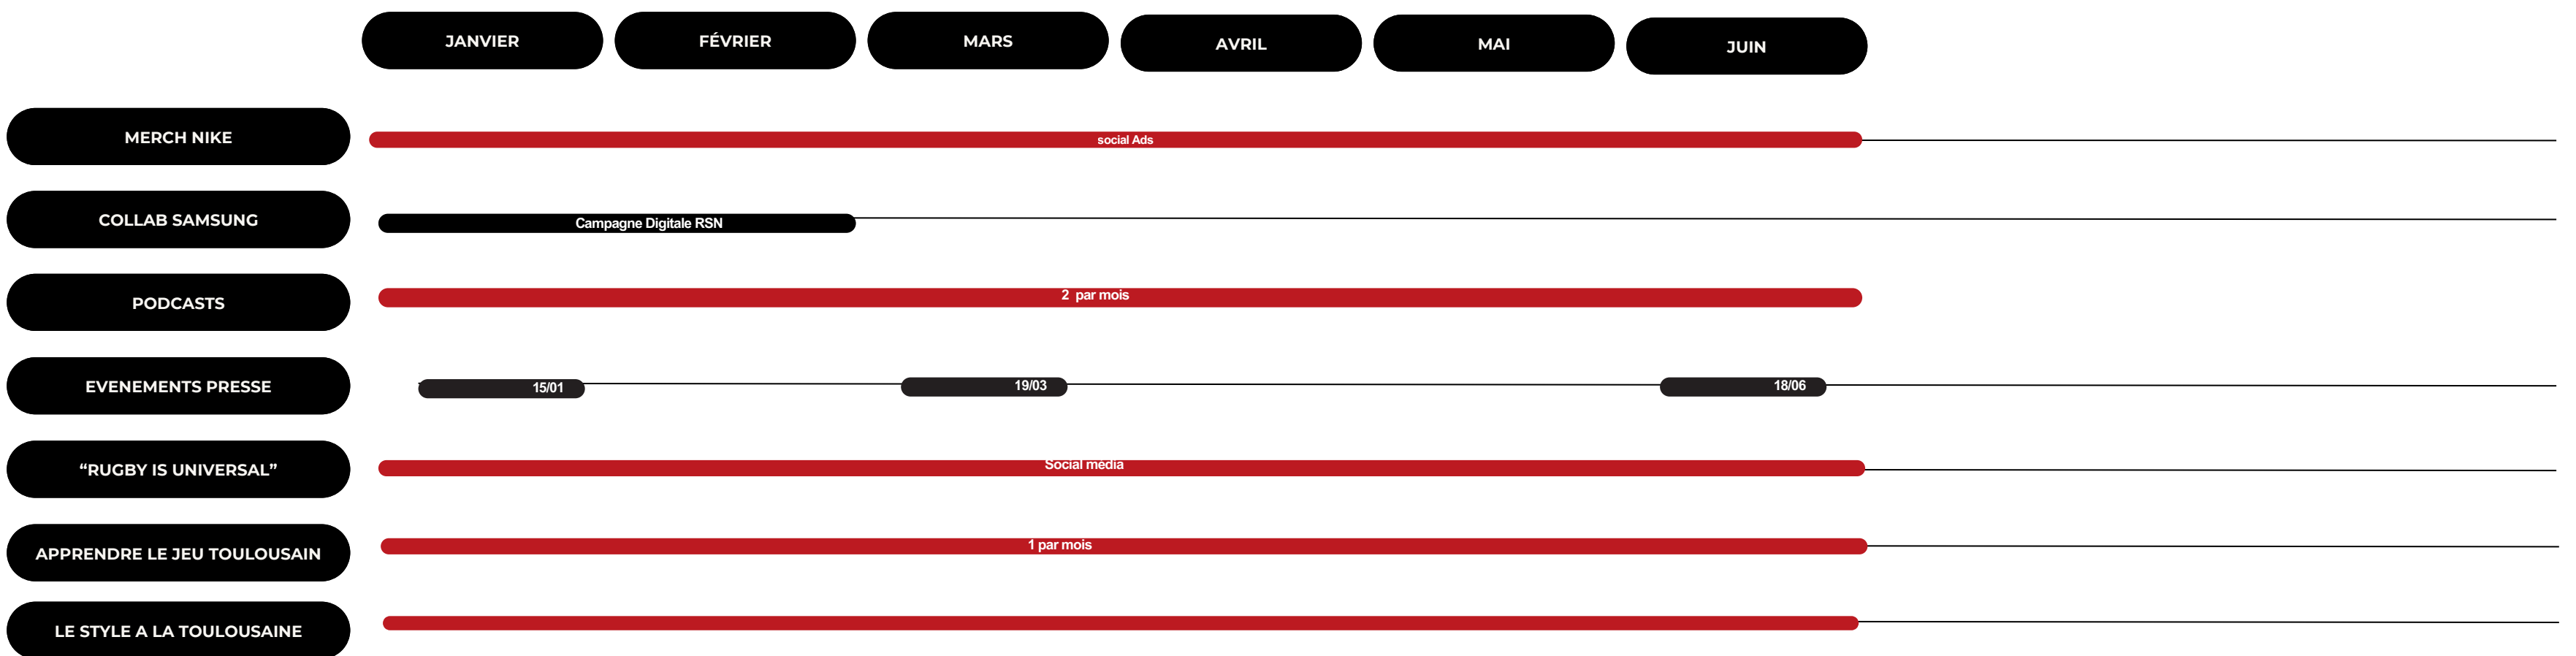 JANVIER
FÉVRIER
MARS
AVRIL
MAI
JUIN
MERCH NIKE
social Ads
COLLAB SAMSUNG
Campagne Digitale RSN
PODCASTS
2 par mois
EVENEMENTS PRESSE
15/01
19/03
18/06
“RUGBY IS UNIVERSAL”
Social média
APPRENDRE LE JEU TOULOUSAIN
1 par mois
LE STYLE A LA TOULOUSAINE